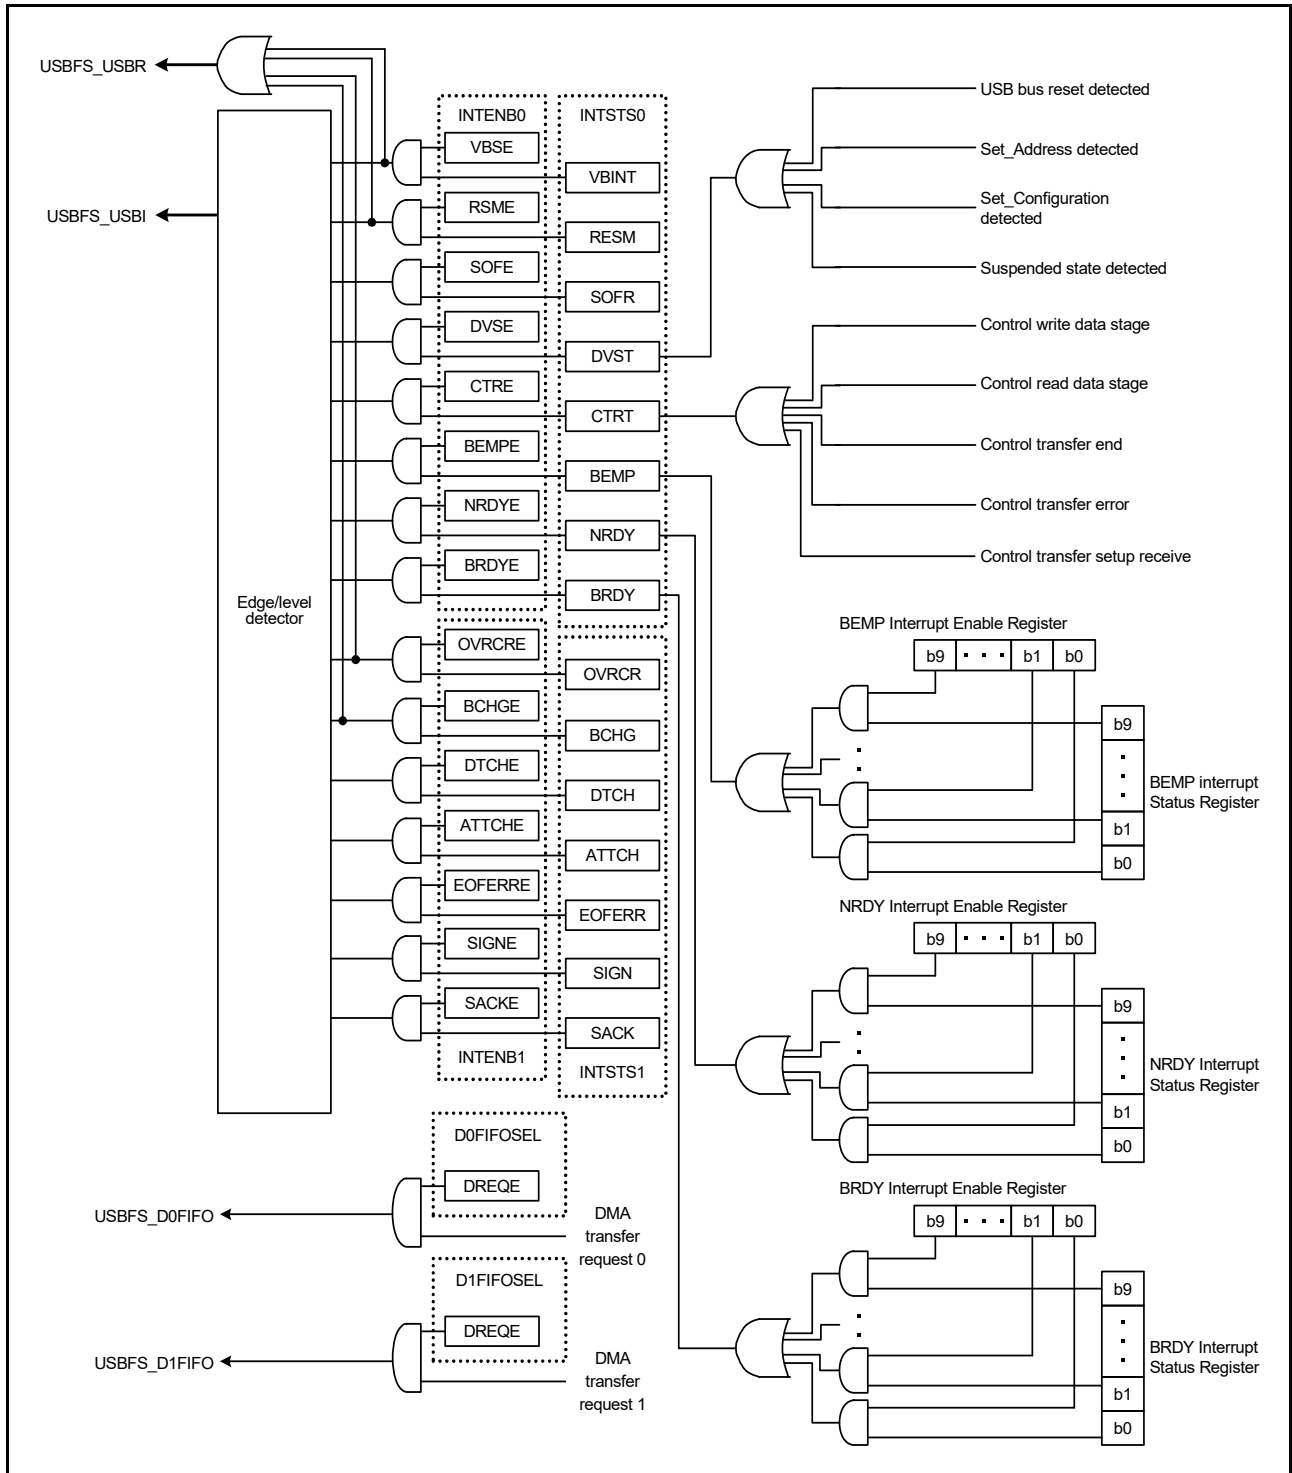 USBFS_USBR
USBFS_USBI
Edge/level
detector
INTENB0
VBSE
RSME
SOFE
DVSE
CTRE
BEMPE
NRDYE
BRDYE
OVRCRE
BCHGE
DTCHE
ATTCHE
EOFERRE
SIGNE
SACKE
INTENB1
INTSTS0
VBINT
RESM
SOFR
DVST
CTRT
BEMP
NRDY
BRDY
OVRCR
BCHG
DTCH
ATTCH
EOFERR
SIGN
SACK
INTSTS1
USB bus reset detected
Set_Address detected
Set_Configuration
detected
Suspended state detected
Control write data stage
Control read data stage
Control transfer end
Control transfer error
Control transfer setup receive
BEMP Interrupt Enable Register
b9 · · · b1 b0
b9
b1
b0
BEMP interrupt
Status Register
NRDY Interrupt Enable Register
b9 · · · b1 b0
b9
b1
b0
NRDY Interrupt
Status Register
BRDY Interrupt Enable Register
b9 · · · b1 b0
b9
b1
b0
BRDY Interrupt
Status Register
D0FIFOSEL
DREQE
USBFS_D0FIFO
DMA
transfer
request 0
D1FIFOSEL
DREQE
USBFS_D1FIFO
DMA
transfer
request 1